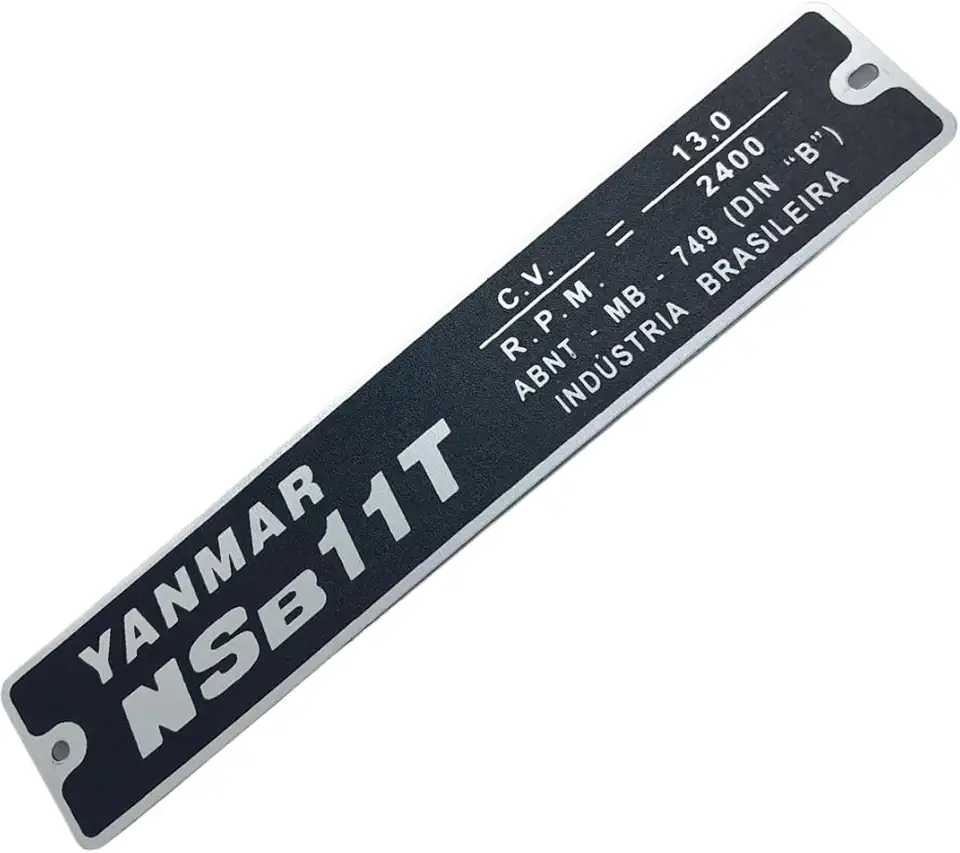 YANMAR
NSB11T
C.V. = 13,0
R.P.M. 2400
ABNT - MB - 749 (DIN “B”)
INDÚSTRIA BRASILEIRA